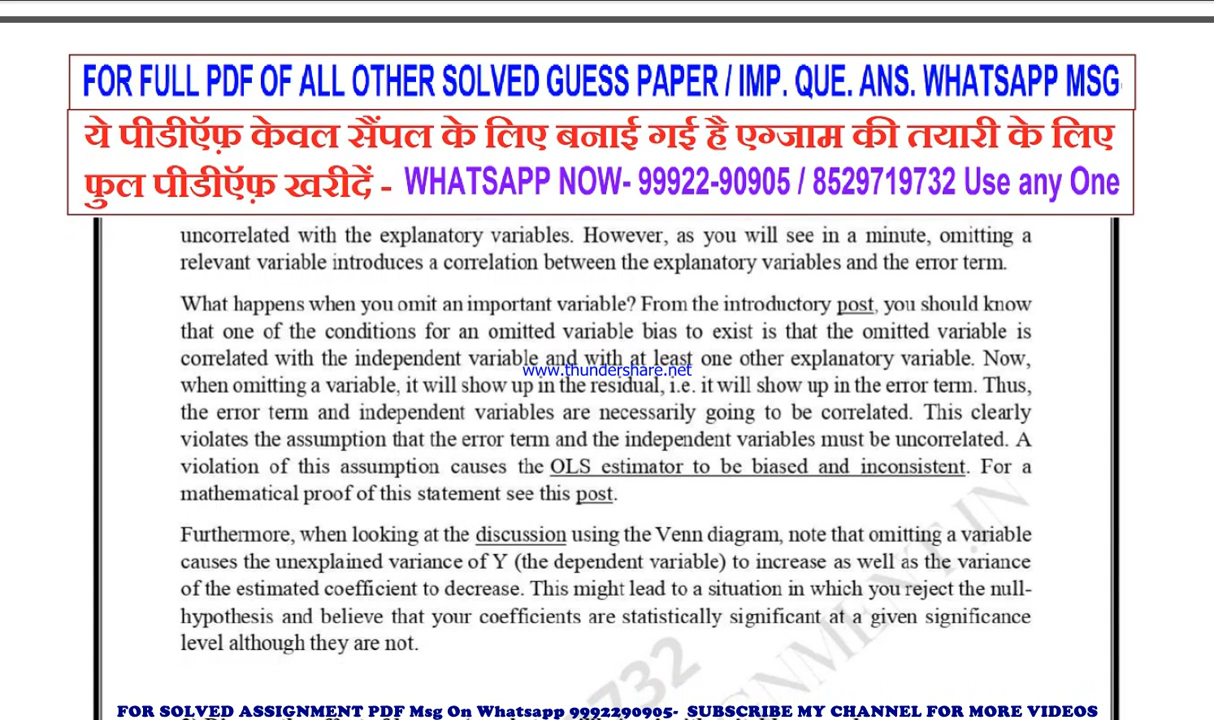 FOR FULL PDF OF ALL OTHER SOLVED GUESS PAPER / IMP. QUE. ANS. WHATSAPP MSG
ये पीडीऍफ़ केवल सैंपल के लिए बनाई गई है एग्जाम की तयारी के लिए
फुल पीडीऍफ़ खरीदें - WHATSAPP NOW- 99922-90905 / 8529719732 Use any One
uncorrelated with the explanatory variables. However, as you will see in a minute, omitting a
relevant variable introduces a correlation between the explanatory variables and the error term.
What happens when you omit an important variable? From the introductory post, you should know
that one of the conditions for an omitted variable bias to exist is that the omitted variable is
correlated with the independent variable and with at least one other explanatory variable. Now,
www.thundershare.net
when omitting a variable, it will show up in the residual, i.e. it will show up in the error term. Thus,
the error term and independent variables are necessarily going to be correlated. This clearly
violates the assumption that the error term and the independent variables must be uncorrelated. A
violation of this assumption causes the OLS estimator to be biased and inconsistent. For a
mathematical proof of this statement see this post.
Furthermore, when looking at the discussion using the Venn diagram, note that omitting a variable
causes the unexplained variance of Y (the dependent variable) to increase as well as the variance
of the estimated coefficient to decrease. This might lead to a situation in which you reject the null-
hypothesis and believe that your coefficients are statistically significant at a given significance
level although they are not.
FOR SOLVED ASSIGNMENT PDF Msg On Whatsapp 9992290905- SUBSCRIBE MY CHANNEL FOR MORE VIDEOS